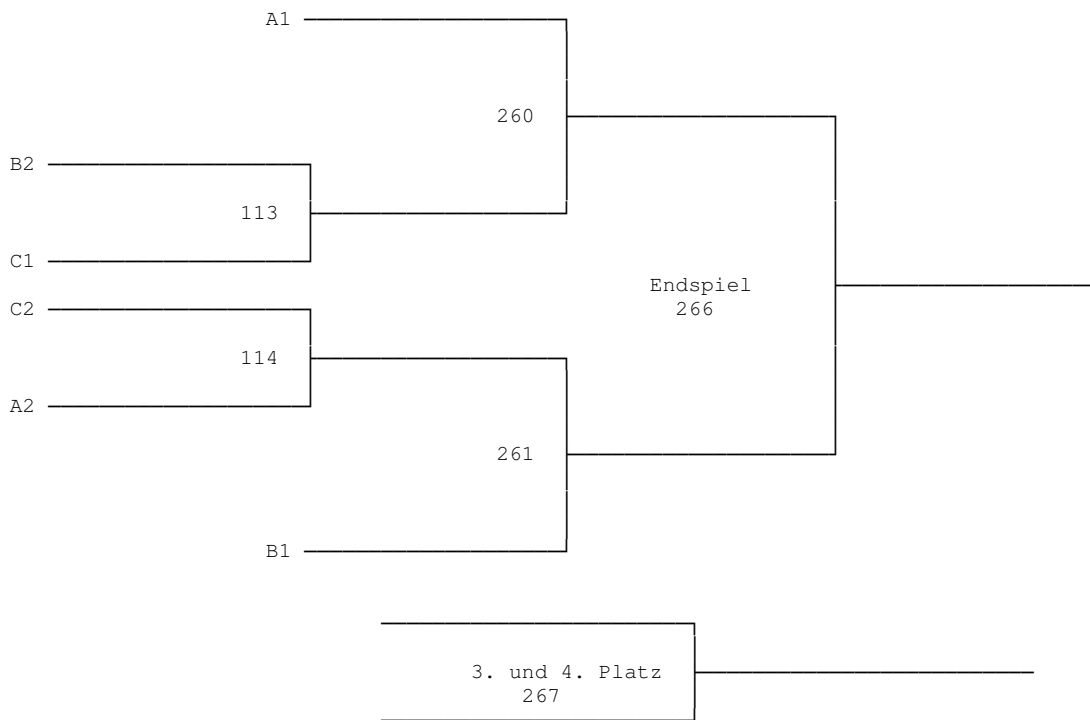 A1
260
B2
113
C1
Endspiel
266
C2
114
A2
261
B1
3. und 4. Platz
267